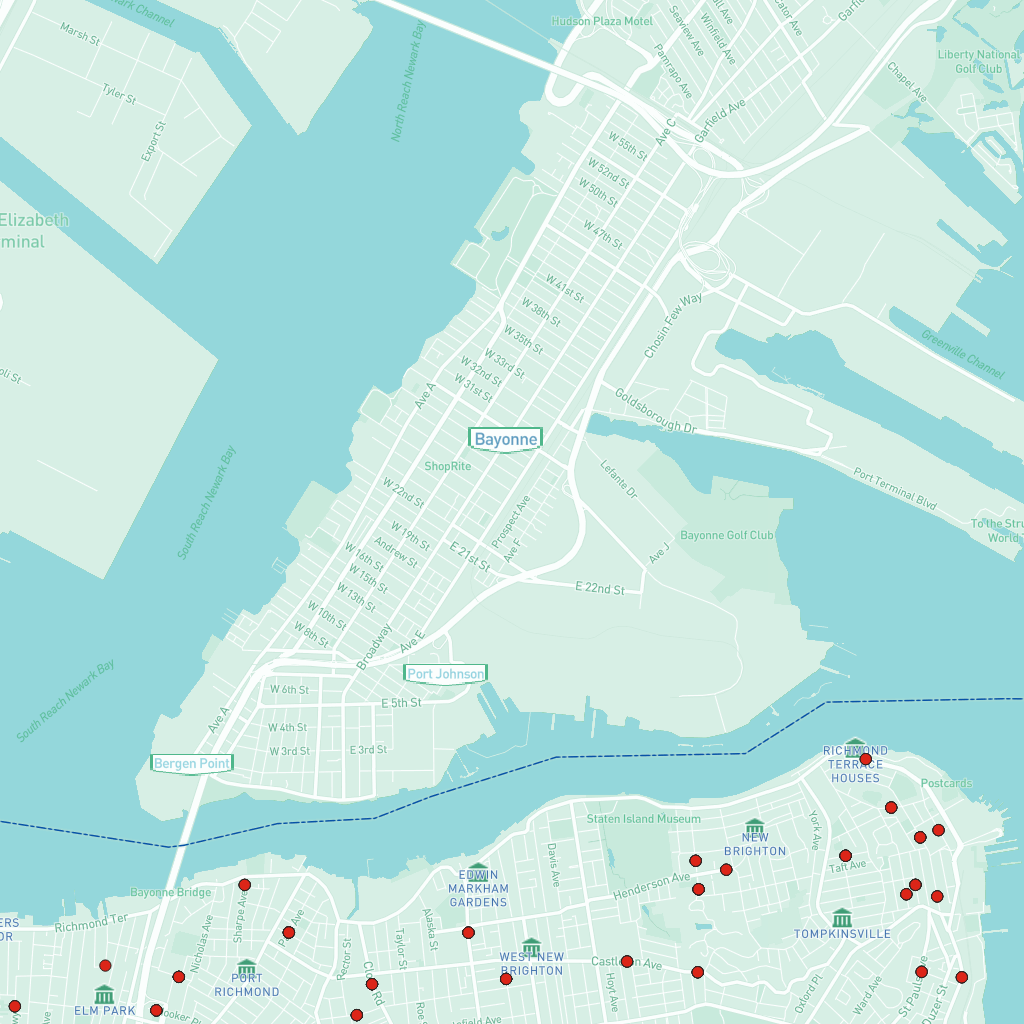 Hudson Plaza Motel
Marsh St
Tyler St
Export St
North Reach Newark Bay
Seaview Ave
Winfield Ave
Pamrapo Ave
Garfield Ave
Liberty National
Golf Club
Chapel Ave
Ave C
W 55th St
W 52nd St
W 50th St
W 47th St
Elizabeth
W 41st St
W 38th St
W 35th St
W 33rd St
W 32nd St
W 31st St
Chosin Few Way
Greenville Channel
Ave A
Goldsborough Dr
Bayonne
ShopRite
Lefante Dr
Port Terminal Blvd
W 22nd St
Prospect Ave
South Reach Newark Bay
W 19th St
Andrew St
Ave F
E 21st St
Bayonne Golf Club
Ave J
To the
World
W 16th St
W 15th St
W 13th St
E 22nd St
W 10th St
W 8th St
Broadway
Ave E
Port Johnson
South Reach Newark Bay
W 6th St
E 5th St
Ave A
W 4th St
W 3rd St
E 3rd St
Bergen Point
RICHMOND
TERRACE
HOUSES
Postcards
Staten Island Museum
NEW
BRIGHTON
York Ave
Davis Ave
Taft Ave
EDWIN
MARKHAM
GARDENS
Henderson Ave
Bayonne Bridge
Richmond Ter
Sharpe Ave
Nicholas Ave
Alaska St
Taylor St
Rector St
TOMPKINSVILLE
WEST NEW
BRIGHTON
Castleton Ave
Hoyt Ave
PORT
RICHMOND
ELM PARK
Oxford Pl
Ward Ave
St Pauls Ave
Duzer St